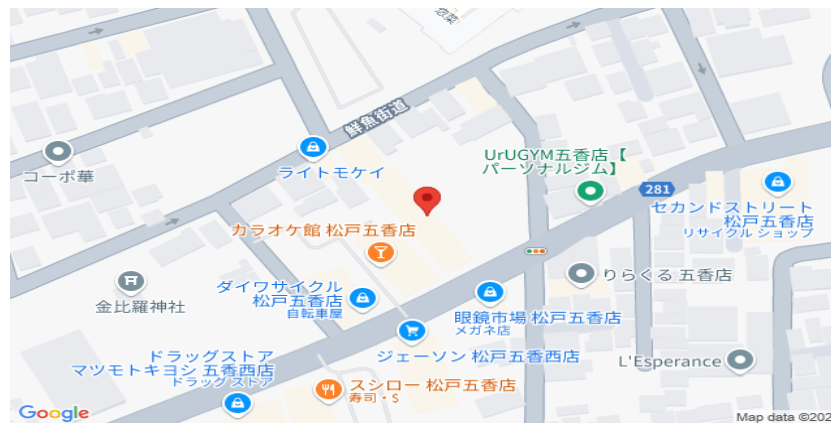 惣菜
鮮魚街道
コーポ華
ライトモケイ
UrUGYM五香店【
パーソナルジム】
281
セカンドストリート
松戸五香店
リサイクル ショップ
カラオケ館 松戸五香店
りらくる 五香店
金比羅神社
ダイワサイクル
松戸五香店
自転車屋
眼鏡市場 松戸五香店
メガネ店
ドラッグストア
マツモトキヨシ 五香西店
ドラッグ ストア
ジェーソン 松戸五香西店
L'Esperance
スシロー 松戸五香店
寿司・S
Google
Map data ©202